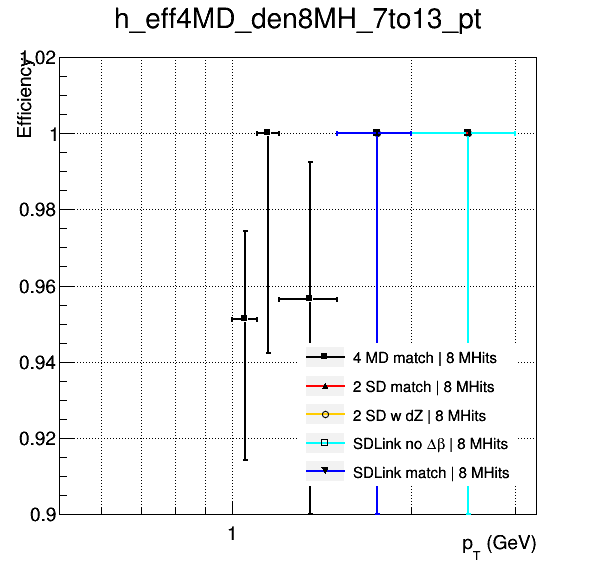 h_eff4MD_den8MH_7to13_pt
Efficiency
1.02
1
0.98
0.96
0.94
0.92
0.9
4 MD match | 8 MHits
2 SD match | 8 MHits
2 SD w dZ | 8 MHits
SDLink no Δβ | 8 MHits
SDLink match | 8 MHits
1
p_T (GeV)